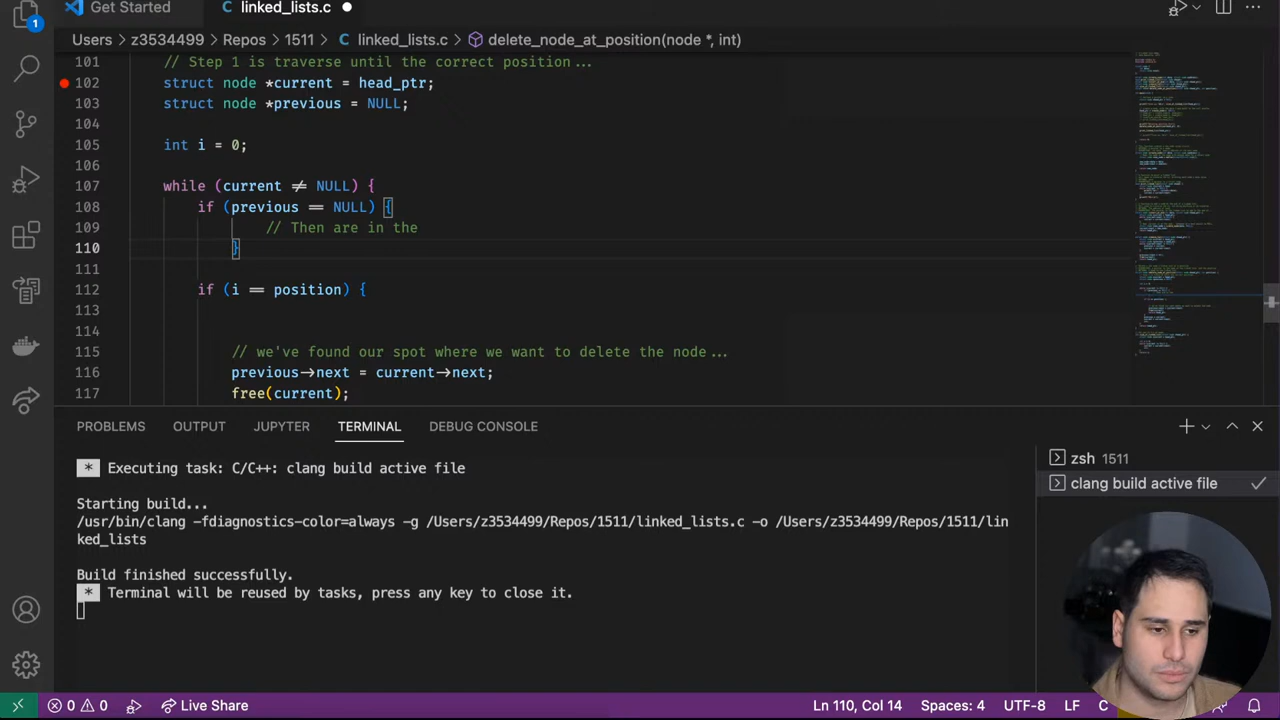 Get Started
linked_lists.c
Users > z3534499 > Repos > 1511 > linked_lists.c > delete_node_at_position(node *, int)
101 // Step 1 is traverse until the correct position...
102 struct node *current = head_ptr;
103 struct node *previous = NULL;
104
105 int i = 0;
106
107 while (current ≠ NULL) {
108 if (previous == NULL) {
109 // Then are in the
110 }
111
112 if (i == position) {
113
114
115 // we've found our spot where we want to delete the node...
116 previous→next = current→next;
117 free(current);
1
PROBLEMS OUTPUT JUPYTER TERMINAL DEBUG CONSOLE
* Executing task: C/C++: clang build active file
Starting build...
/usr/bin/clang -fdiagnostics-color=always -g /Users/z3534499/Repos/1511/linked_lists.c -o /Users/z3534499/Repos/1511/lin
ked_lists
Build finished successfully.
* Terminal will be reused by tasks, press any key to close it.
zsh 1511
clang build active file
0 0 Live Share Ln 110, Col 14 Spaces: 4 UTF-8 LF C